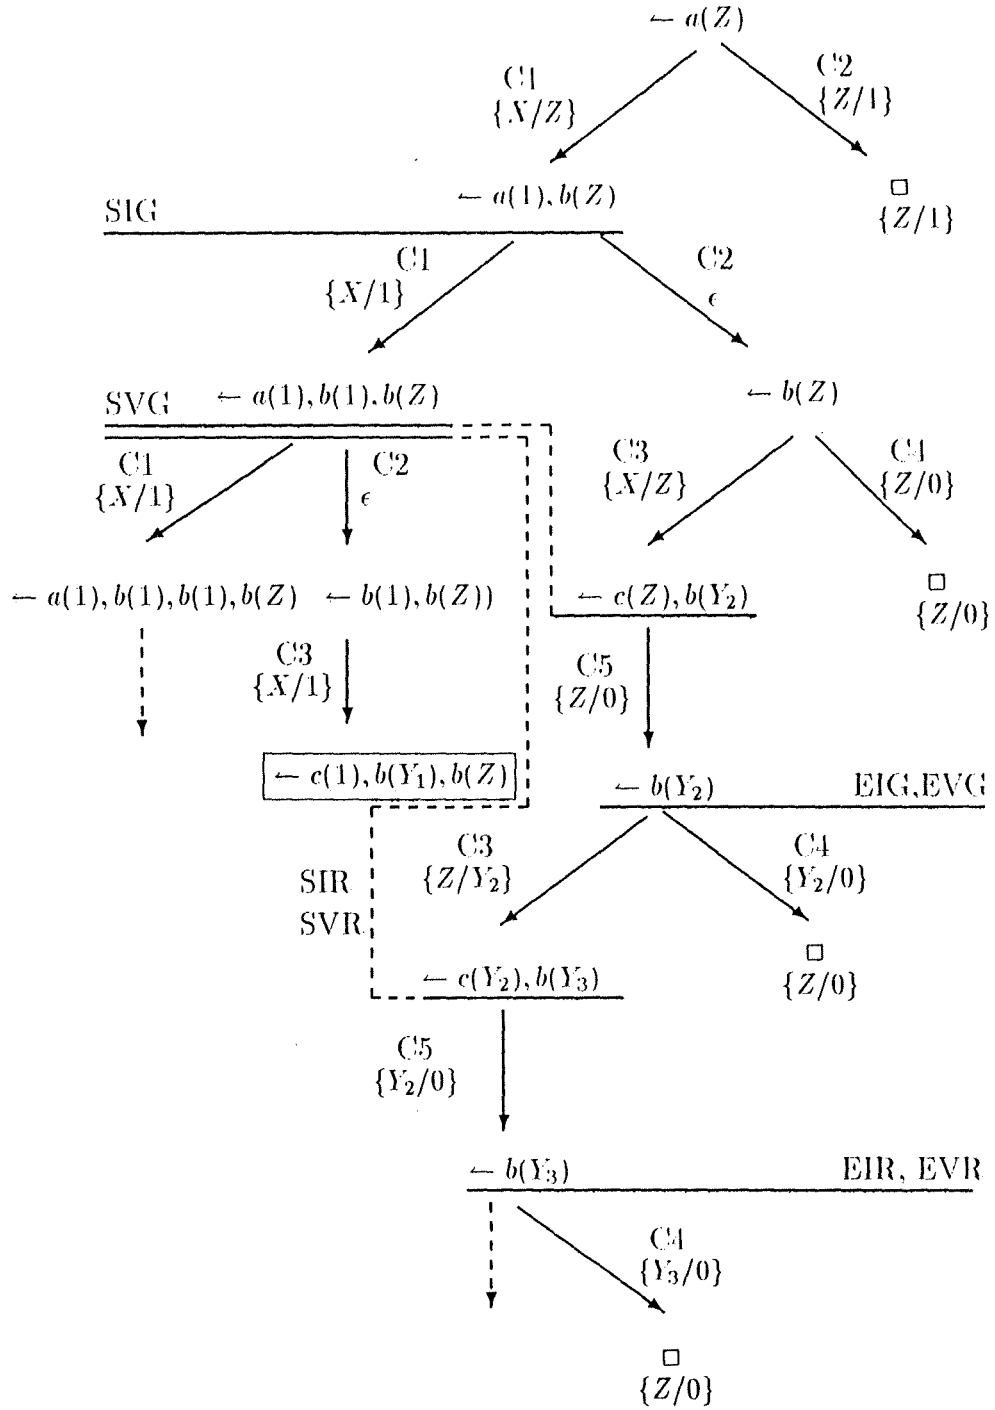 ← a(Z)
C1
{X/Z}
C2
{Z/1}
← a(1), b(Z)
□
{Z/1}
SIG
C1
{X/1}
C2
ϵ
SVG
← a(1), b(1), b(Z)
← b(Z)
C1
{X/1}
C2
ϵ
C3
{X/Z}
C4
{Z/0}
← a(1), b(1), b(1), b(Z)
← b(1), b(Z))
← c(Z), b(Y₂)
□
{Z/0}
C3
{X/1}
C5
{Z/0}
← c(1), b(Y₁), b(Z)
← b(Y₂)
EIG,EVG
SIR
SVR
C3
{Z/Y₂}
C4
{Y₂/0}
← c(Y₂), b(Y₃)
□
{Z/0}
C5
{Y₂/0}
← b(Y₃)
EIR, EVR
C4
{Y₃/0}
□
{Z/0}